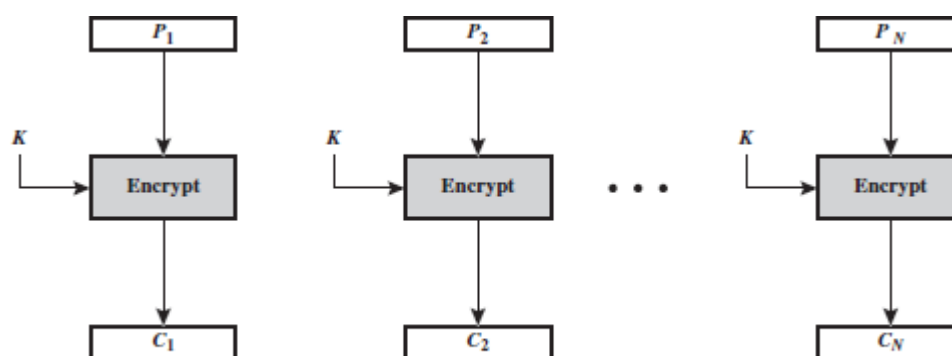 P1 P2 PN
K K K
Encrypt Encrypt • • • Encrypt
C1 C2 CN